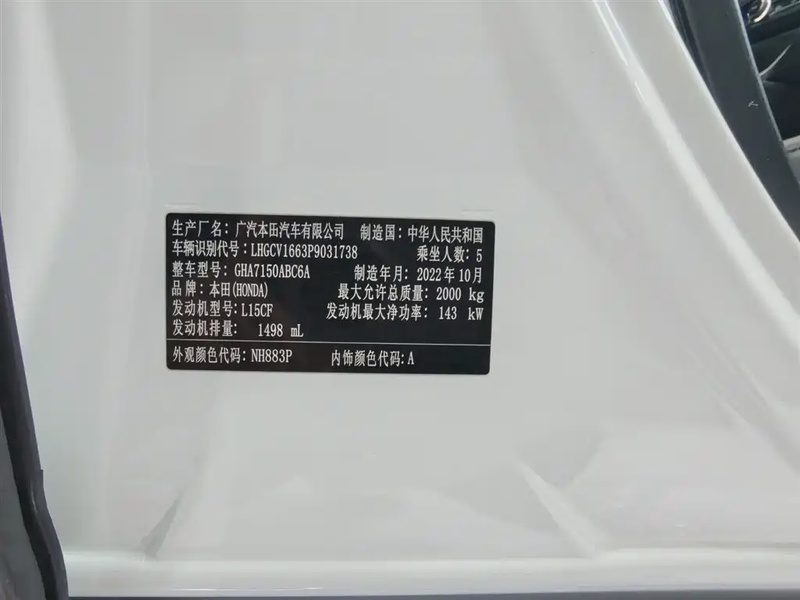 生产厂名：广汽本田汽车有限公司 制造国：中华人民共和国
车辆识别代号：LHGCV1663P9031738 乘坐人数：5
整车型号：GHA7150ABC6A 制造年月：2022年10月
品牌：本田(HONDA) 最大允许总质量：2000 kg
发动机型号：L15CF 发动机最大净功率：143 kW
发动机排量：1498 mL
外观颜色代码：NH883P 内饰颜色代码：A